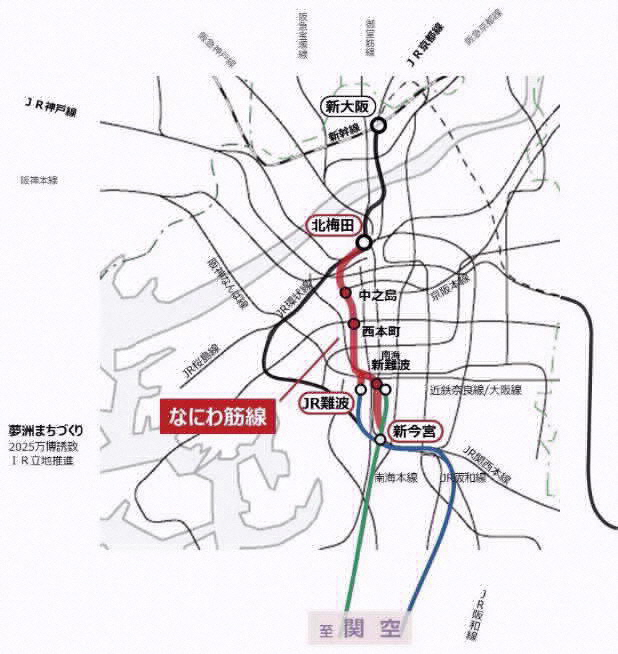 阪急神戸線
阪急宝塚線
御堂筋線
JR京都線
阪急京都線
JR神戸線
新大阪
新幹線
阪神本線
北梅田
阪神なんば線
JR環状線
中之島
京阪本線
西本町
JR桜島線
南海
新難波
近鉄奈良線/大阪線
なにわ筋線
JR難波
新今宮
夢洲まちづくり
2025万博誘致
IR立地推進
南海本線
JR阪和線
JR関西本線
JR阪和線
至 関 空